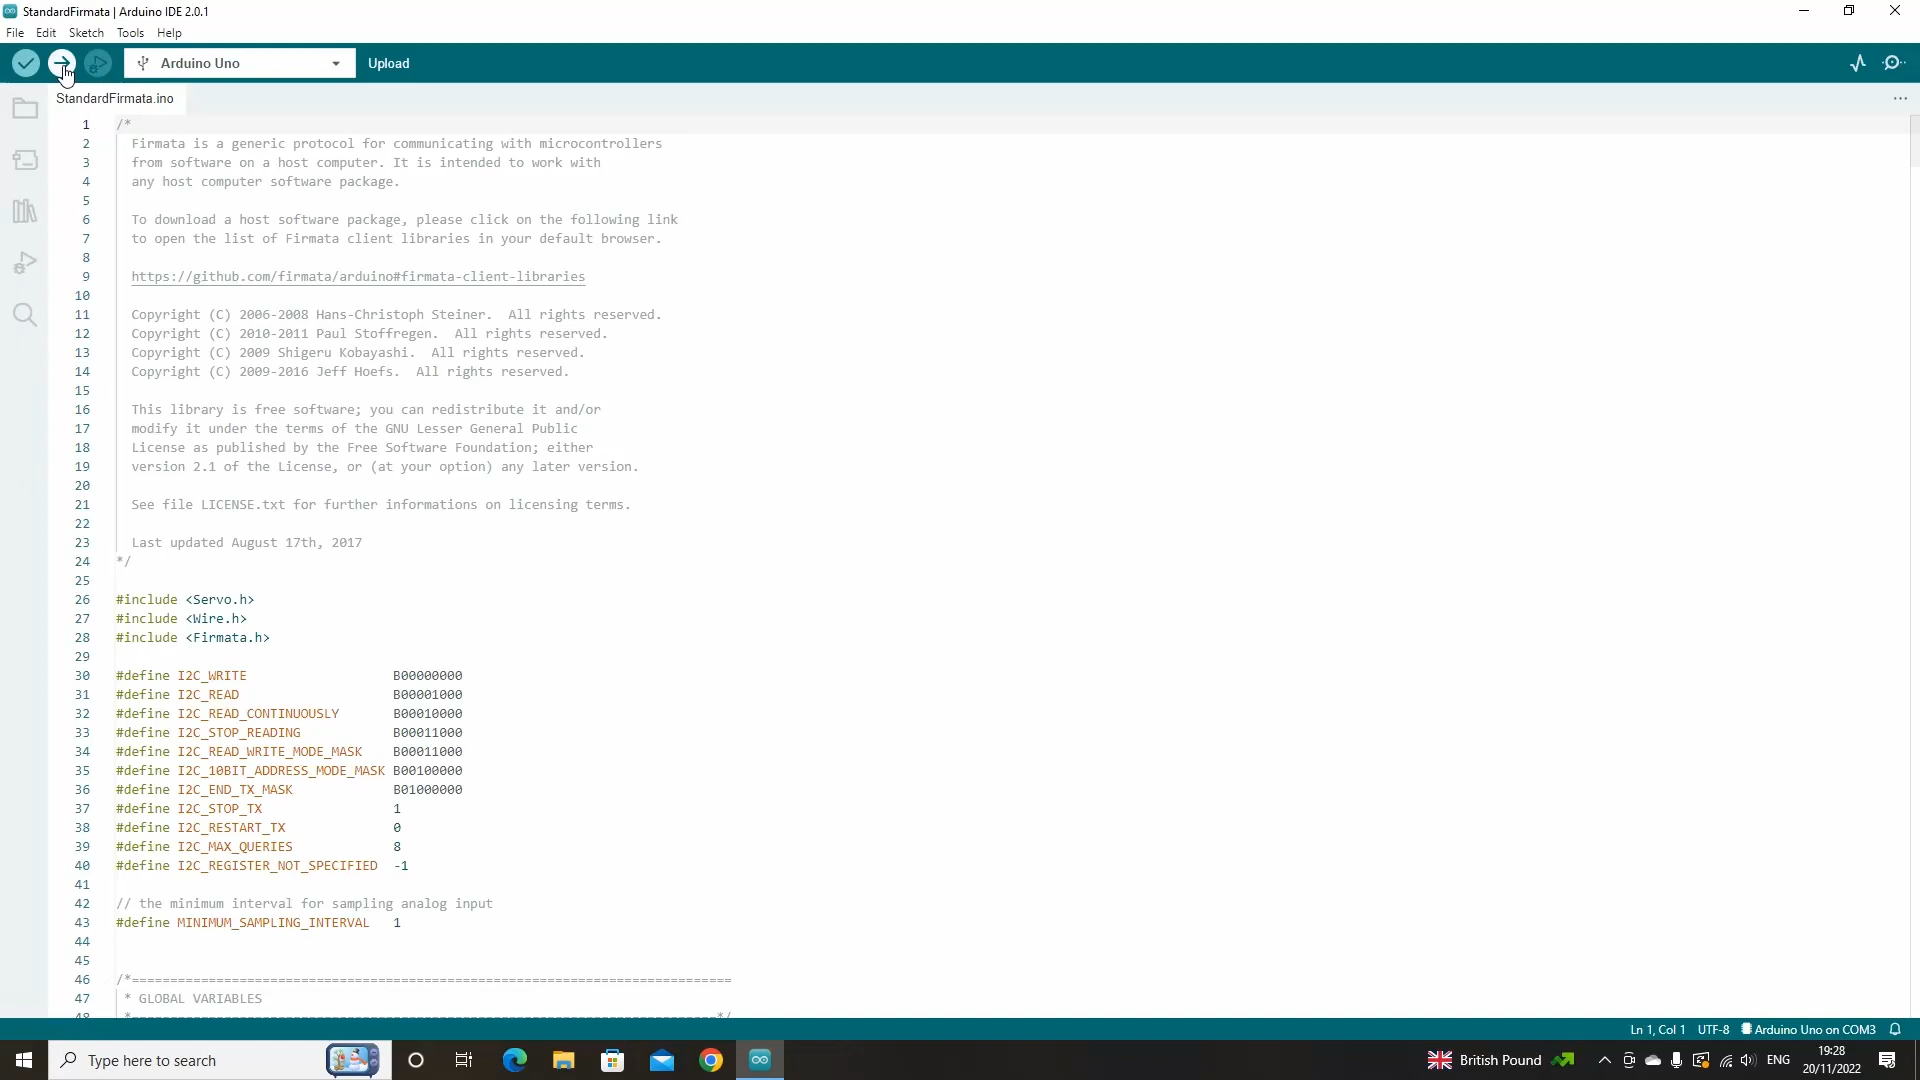 StandardFirmata | Arduino IDE 2.0.1
File Edit Sketch Tools Help
Arduino Uno Upload
StandardFirmata.ino
1 /*
2 Firmata is a generic protocol for communicating with microcontrollers
3 from software on a host computer. It is intended to work with
4 any host computer software package.
5
6 To download a host software package, please click on the following link
7 to open the list of Firmata client libraries in your default browser.
8
9 https://github.com/firmata/arduino#firmata-client-libraries
10
11 Copyright (C) 2006-2008 Hans-Christoph Steiner.  All rights reserved.
12 Copyright (C) 2010-2011 Paul Stoffregen.  All rights reserved.
13 Copyright (C) 2009 Shigeru Kobayashi.  All rights reserved.
14 Copyright (C) 2009-2016 Jeff Hoefs.  All rights reserved.
15
16 This library is free software; you can redistribute it and/or
17 modify it under the terms of the GNU Lesser General Public
18 License as published by the Free Software Foundation; either
19 version 2.1 of the License, or (at your option) any later version.
20
21 See file LICENSE.txt for further informations on licensing terms.
22
23 Last updated August 17th, 2017
24 */
25
26 #include <Servo.h>
27 #include <Wire.h>
28 #include <Firmata.h>
29
30 #define I2C_WRITE B00000000
31 #define I2C_READ B00001000
32 #define I2C_READ_CONTINUOUSLY B00010000
33 #define I2C_STOP_READING B00011000
34 #define I2C_READ_WRITE_MODE_MASK B00011000
35 #define I2C_10BIT_ADDRESS_MODE_MASK B00100000
36 #define I2C_END_TX_MASK B01000000
37 #define I2C_STOP_TX 1
38 #define I2C_RESTART_TX 0
39 #define I2C_MAX_QUERIES 8
40 #define I2C_REGISTER_NOT_SPECIFIED -1
41
42 // the minimum interval for sampling analog input
43 #define MINIMUM_SAMPLING_INTERVAL 1
44
45
46 /*==============================================================================
47 * GLOBAL VARIABLES
48 *============================================================================*/
Ln 1, Col 1 UTF-8 Arduino Uno on COM3
Type here to search British Pound ENG 19:28
20/11/2022